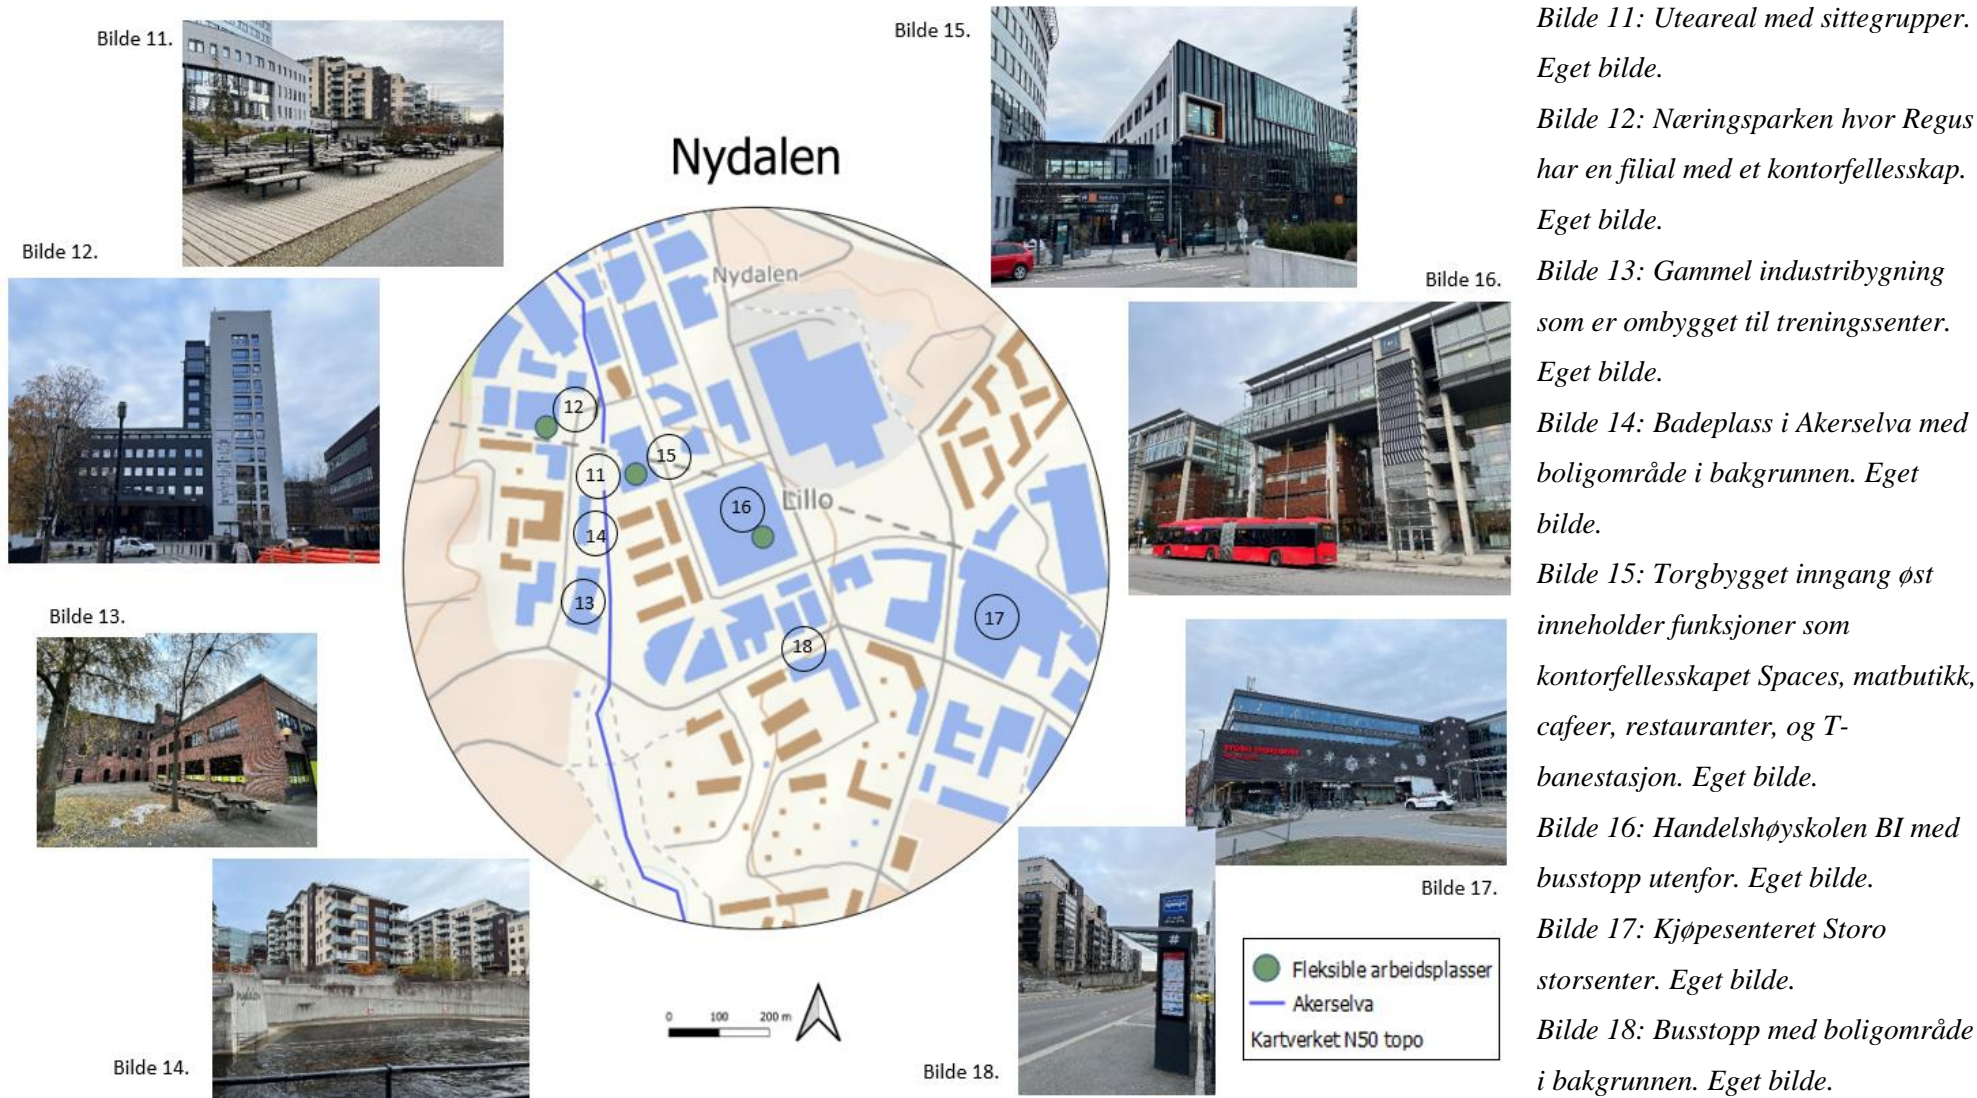 Bilde 11.
Bilde 15.
Nydalen
Bilde 12.
Bilde 16.
Nydalen
12
15
11
16
Lillo
14
13
17
18
Bilde 13.
STORO STORSENTER
nydalen
Bilde 14.
Bilde 17.
#
Bilde 18.
0 100 200 m
Fleksible arbeidsplasser
Akerselva
Kartverket N50 topo
Bilde 11: Uteareal med sittegrupper.
Eget bilde.
Bilde 12: Næringsparken hvor Regus
har en filial med et kontorfellesskap.
Eget bilde.
Bilde 13: Gammel industribygning
som er ombygget til treningssenter.
Eget bilde.
Bilde 14: Badeplass i Akerselva med
boligområde i bakgrunnen. Eget
bilde.
Bilde 15: Torgbygget inngang øst
inneholder funksjoner som
kontorfellesskapet Spaces, matbutikk,
cafeer, restauranter, og T-
banestasjon. Eget bilde.
Bilde 16: Handelshøyskolen BI med
busstopp utenfor. Eget bilde.
Bilde 17: Kjøpesenteret Storo
storsenter. Eget bilde.
Bilde 18: Busstopp med boligområde
i bakgrunnen. Eget bilde.